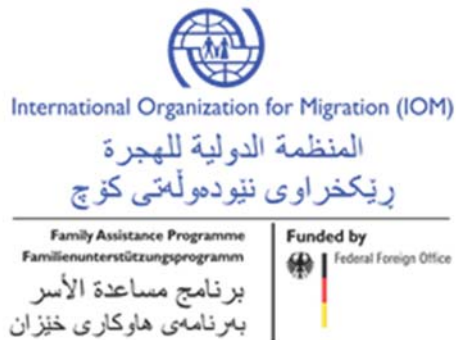 International Organization for Migration (IOM)
المنظمة الدولية للهجرة
ڕێکخراوی نێودەوڵەتی کۆچ
Family Assistance Programme
Familienunterstützungsprogramm
برنامج مساعدة الأسر
بەرنامەی هاوکاری خێزان
Funded by
Federal Foreign Office